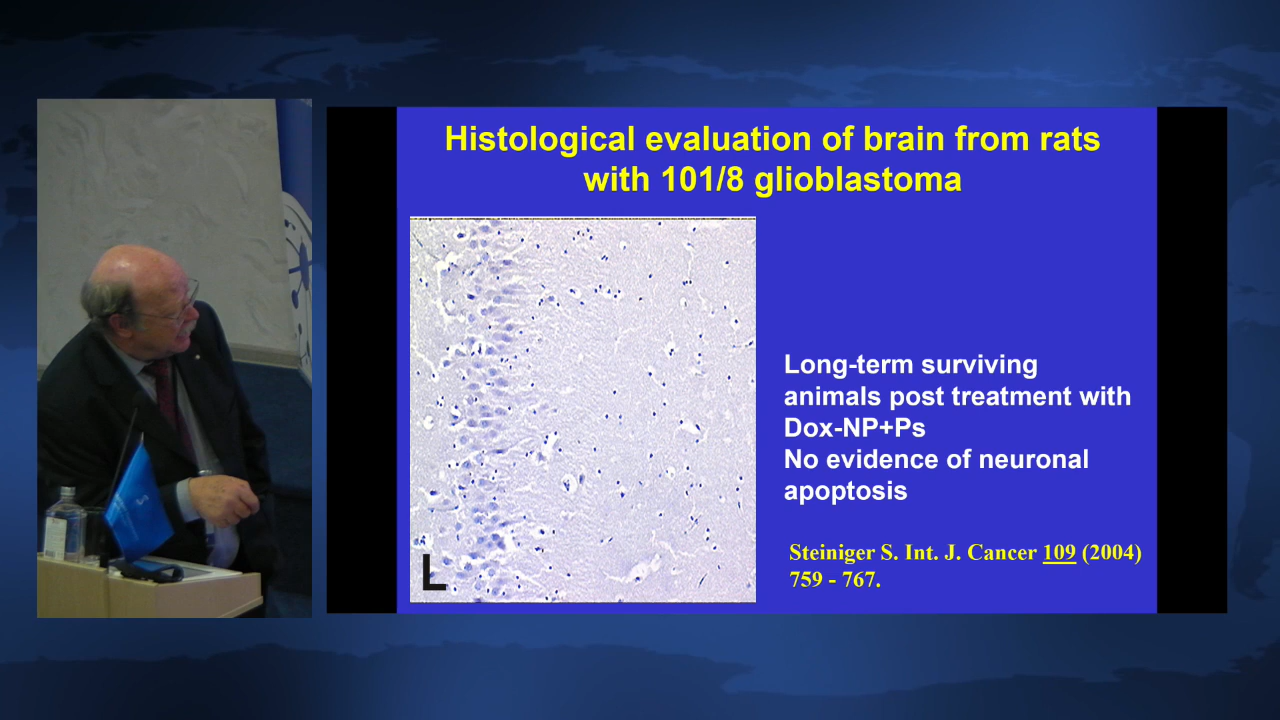 Histological evaluation of brain from rats
with 101/8 glioblastoma
Long-term surviving
animals post treatment with
Dox-NP+Ps
No evidence of neuronal
apoptosis
Steiniger S. Int. J. Cancer 109 (2004)
759 - 767.
L